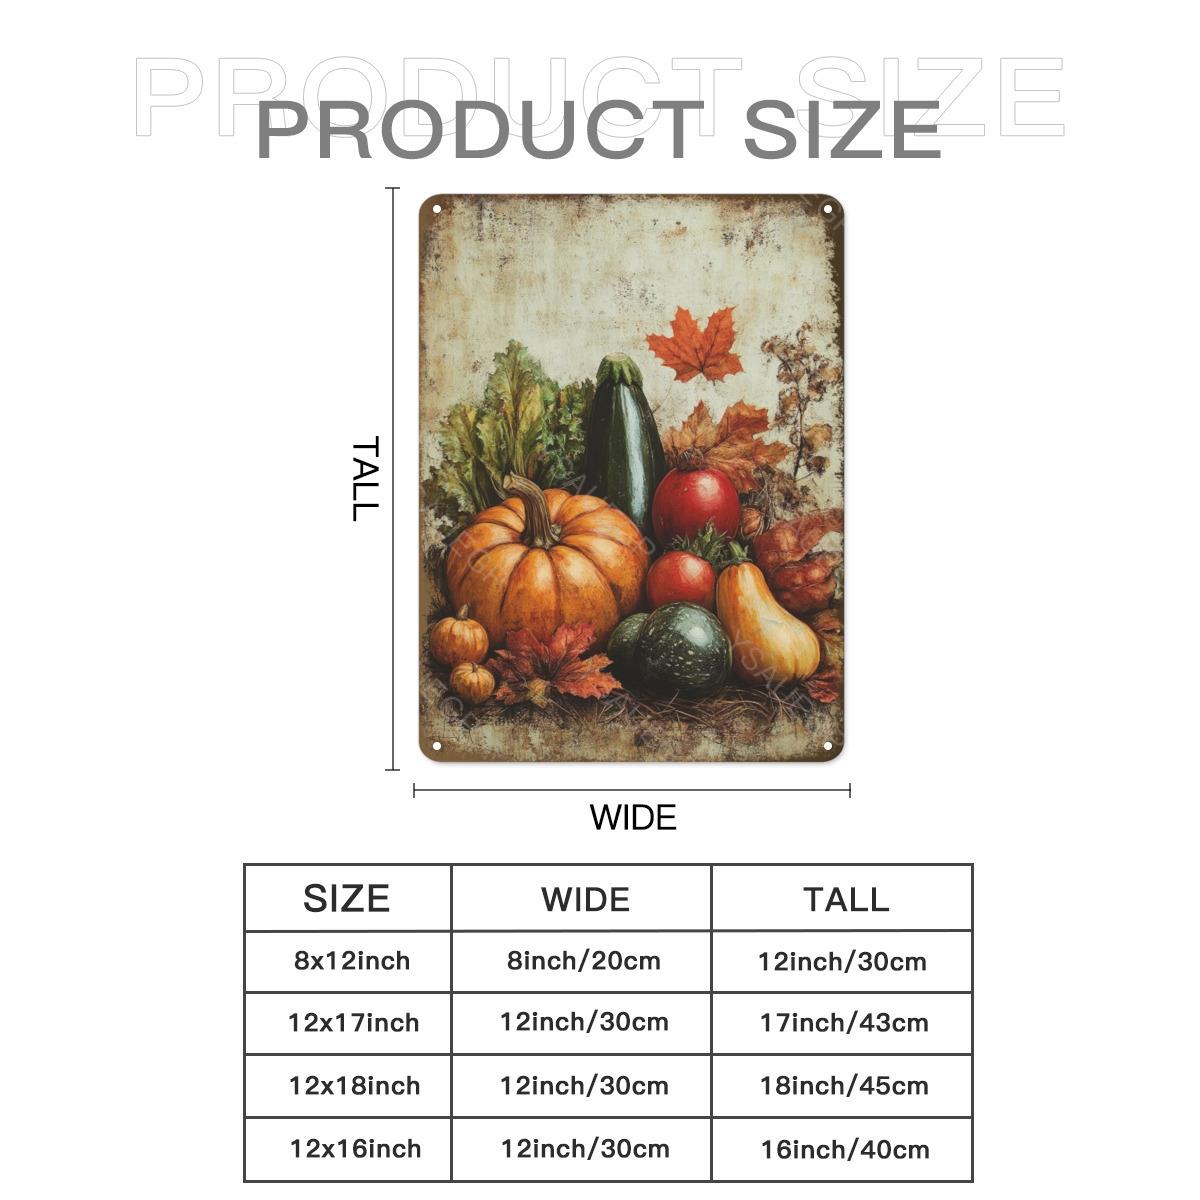 PRODUCT SIZE
PRODUCT SIZE
TALL
WIDE
SIZE WIDE TALL
8x12inch 8inch/20cm 12inch/30cm
12x17inch 12inch/30cm 17inch/43cm
12x18inch 12inch/30cm 18inch/45cm
12x16inch 12inch/30cm 16inch/40cm